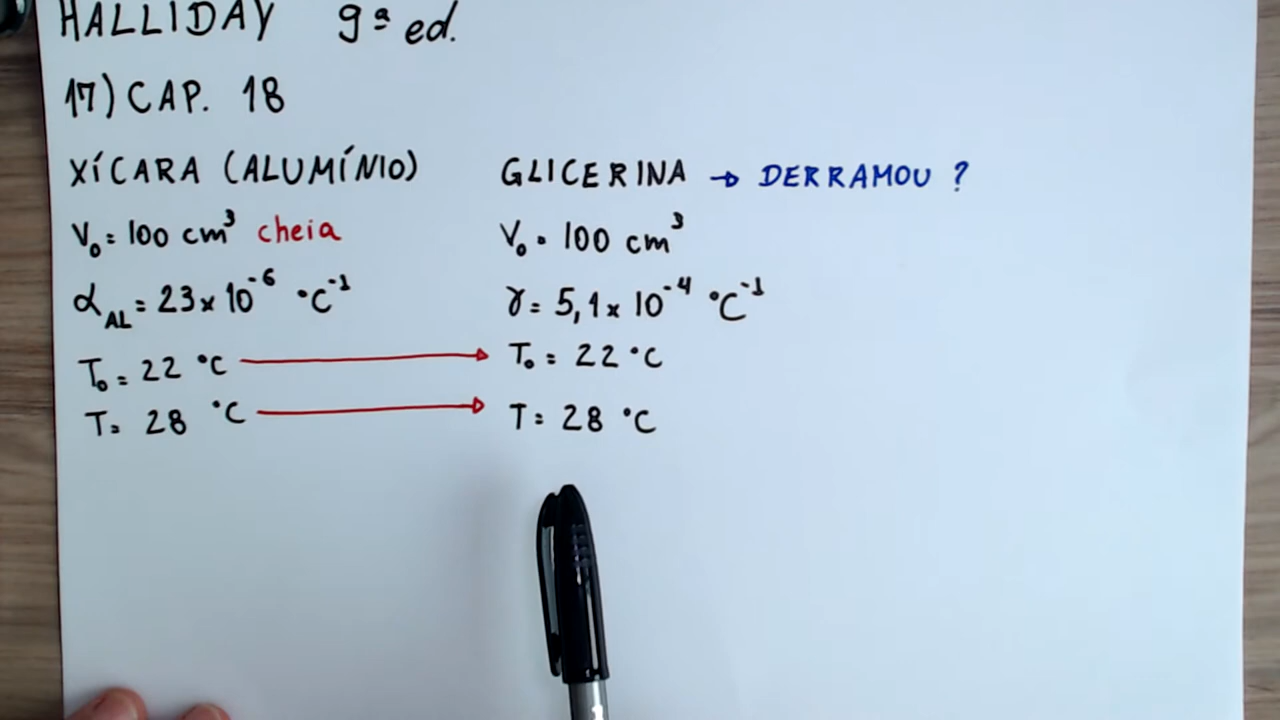 HALLIDAY 9ª ed.
17) CAP. 18
XÍCARA (ALUMÍNIO)
V₀ = 100 cm³ cheia
α_AL = 23 x 10⁻⁶ °C⁻¹
T₀ = 22 °C
T = 28 °C
GLICERINA → DERRAMOU ?
V₀ = 100 cm³
γ = 5,1 x 10⁻⁴ °C⁻¹
T₀ = 22 °C
T = 28 °C